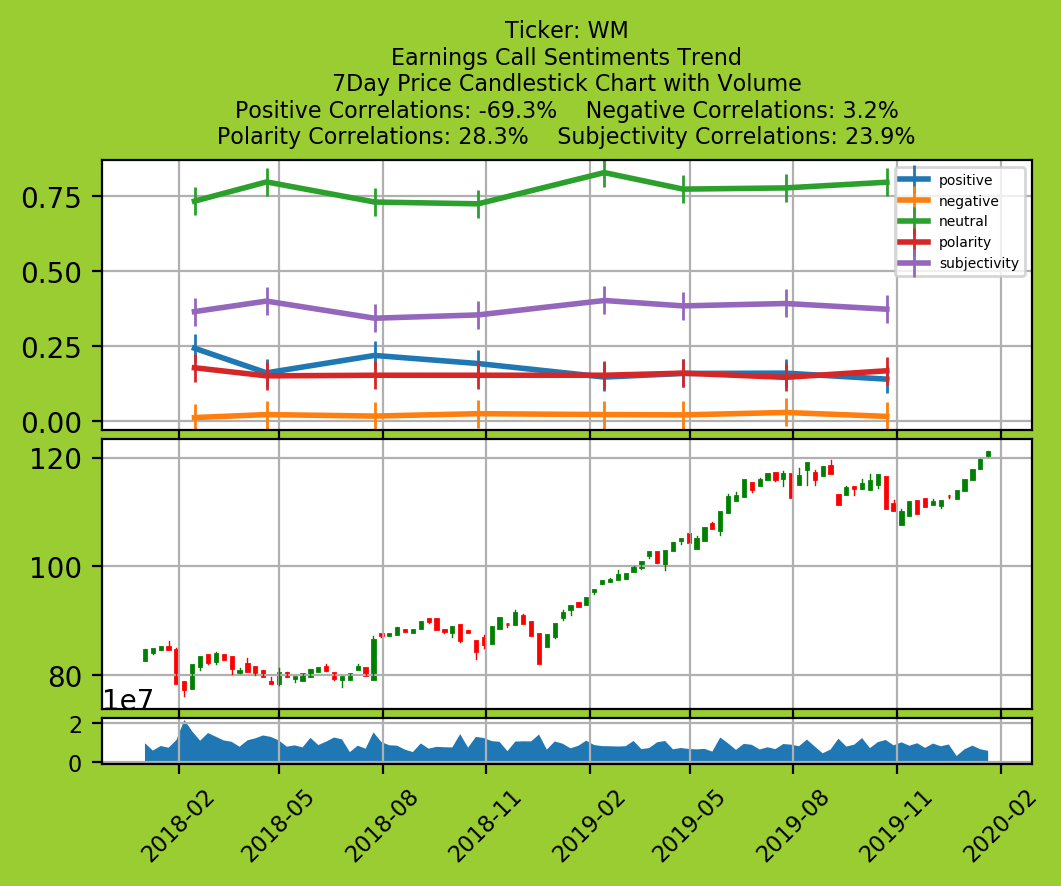 Ticker: WM
Earnings Call Sentiments Trend
7Day Price Candlestick Chart with Volume
Positive Correlations: -69.3%    Negative Correlations: 3.2%
Polarity Correlations: 28.3%    Subjectivity Correlations: 23.9%
0.75
0.50
0.25
0.00
positive
negative
neutral
polarity
subjectivity
120
100
80
1e7
2
0
2018-02
2018-05
2018-08
2018-11
2019-02
2019-05
2019-08
2019-11
2020-02